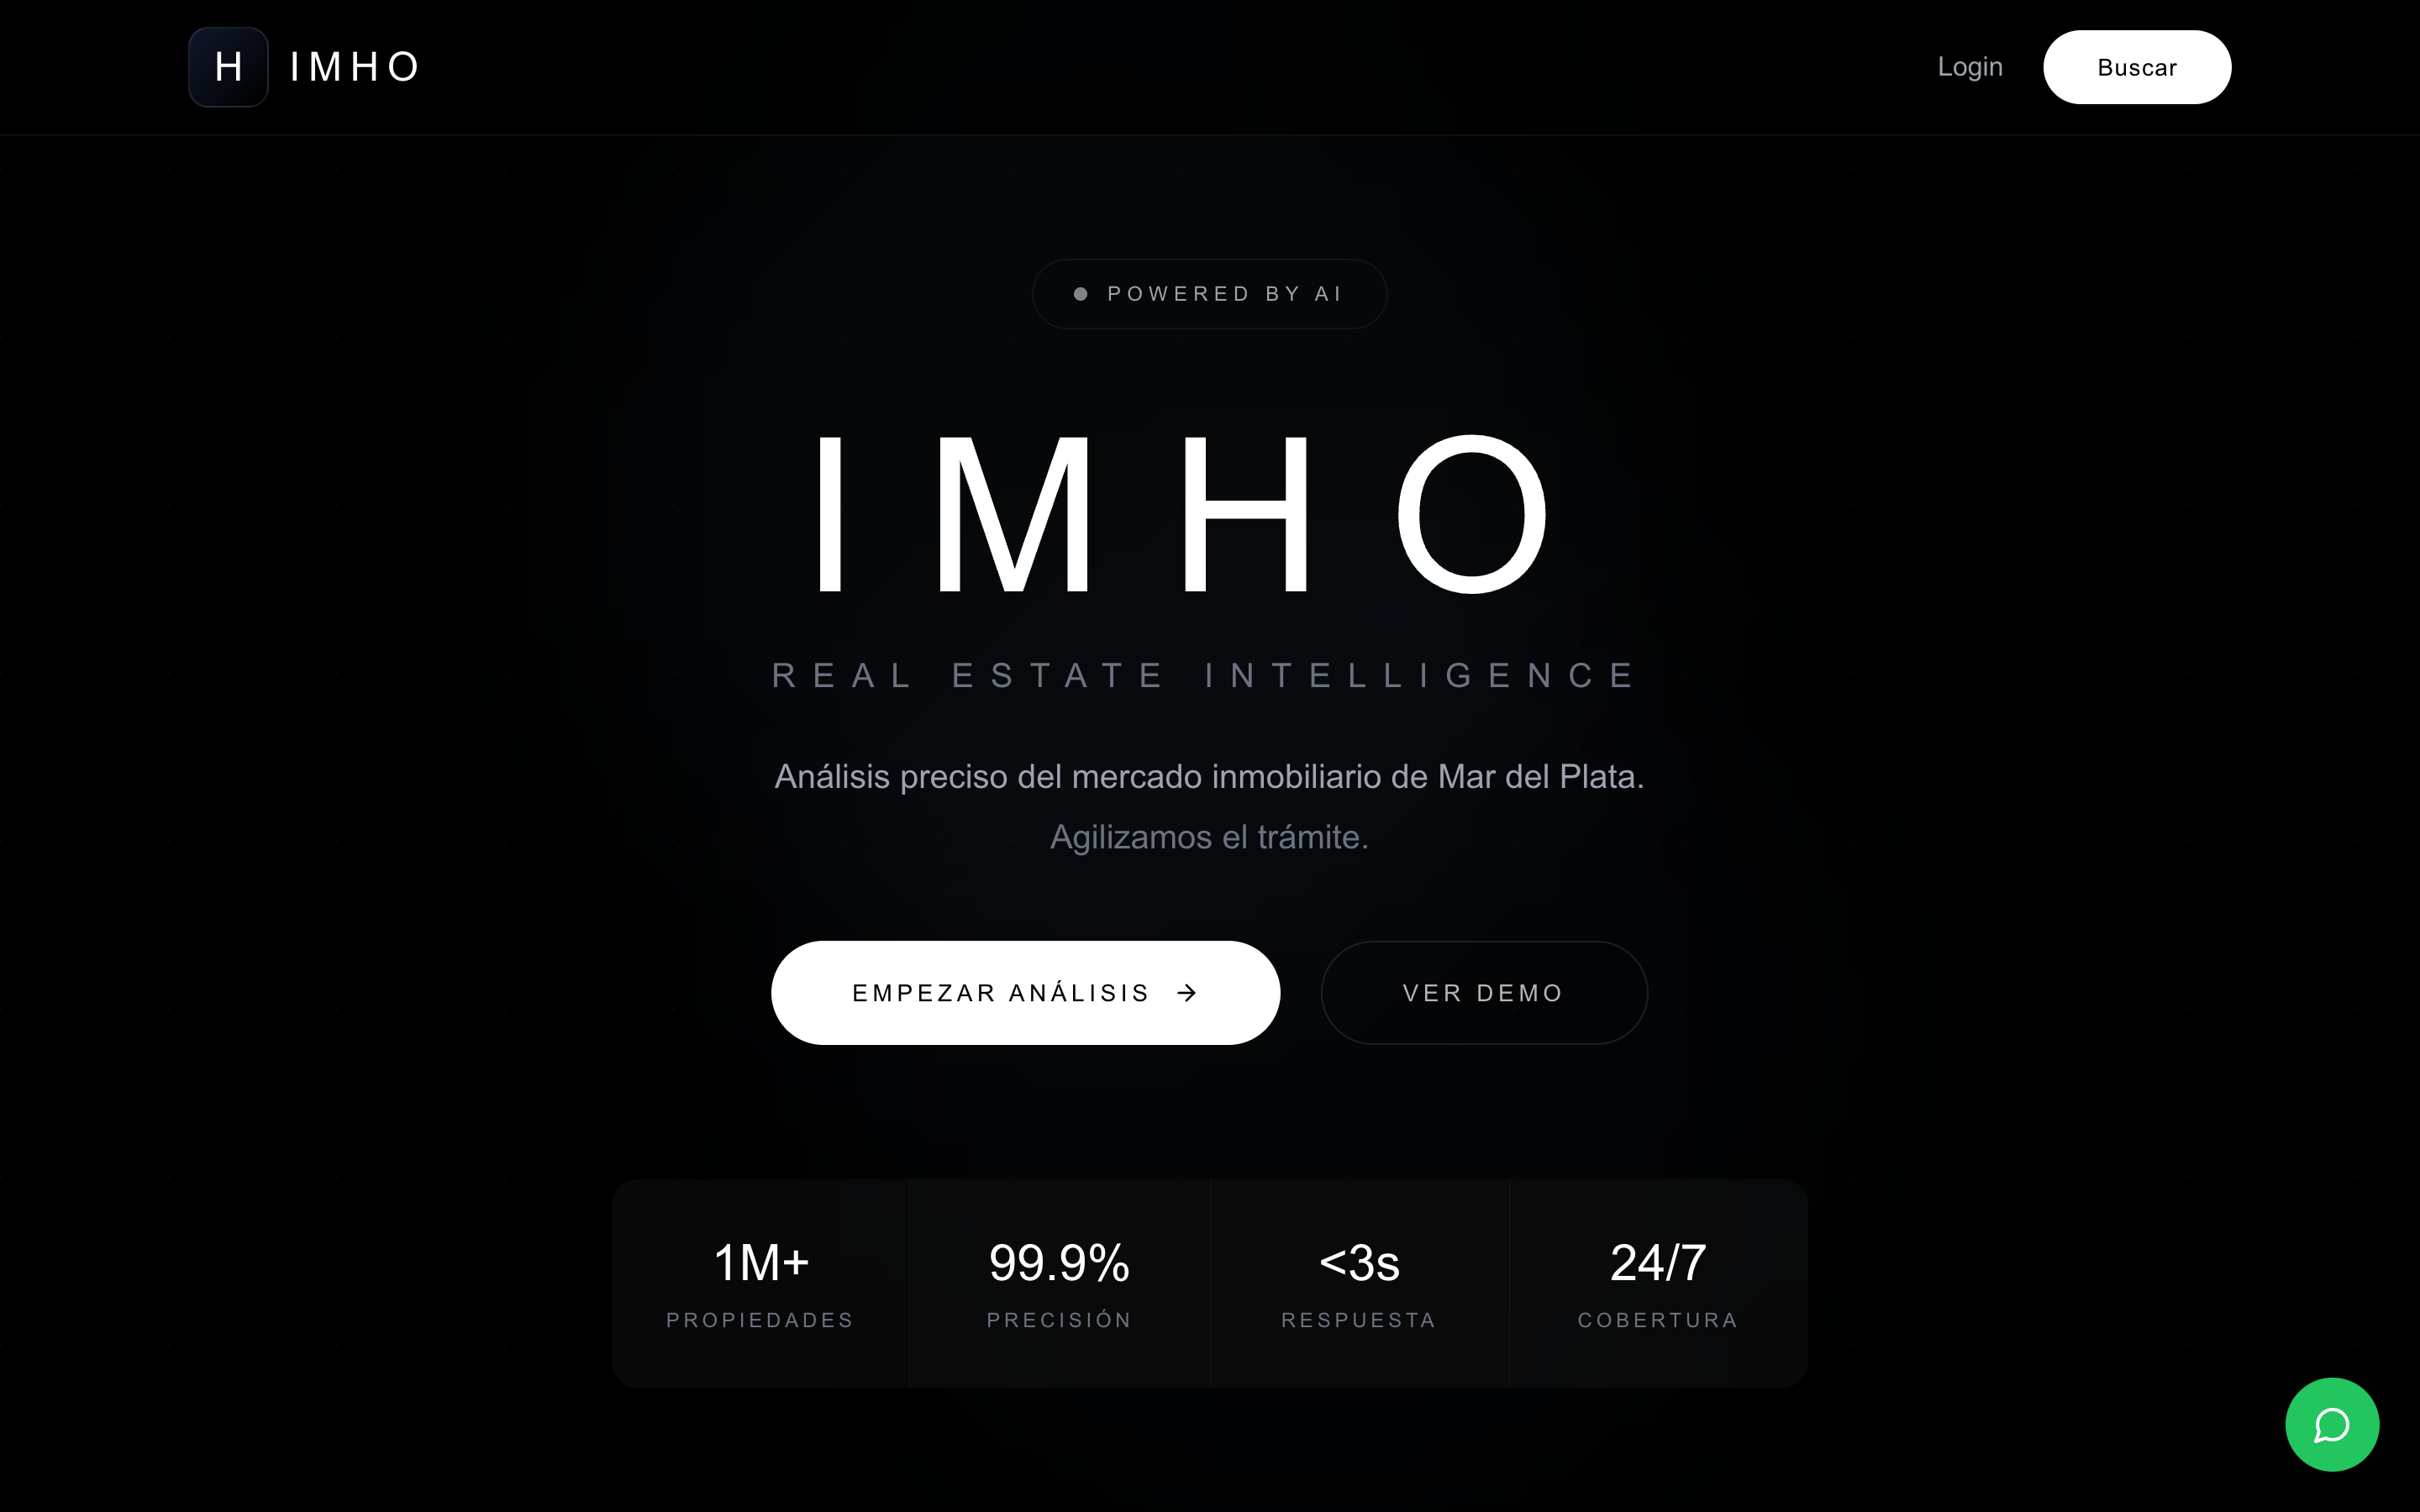 H IMHO
Login
Buscar
POWERED BY AI
IMHO
REAL ESTATE INTELLIGENCE
Análisis preciso del mercado inmobiliario de Mar del Plata.
Agilizamos el trámite.
EMPEZAR ANÁLISIS →
VER DEMO
1M+
PROPIEDADES
99.9%
PRECISIÓN
<3s
RESPUESTA
24/7
COBERTURA